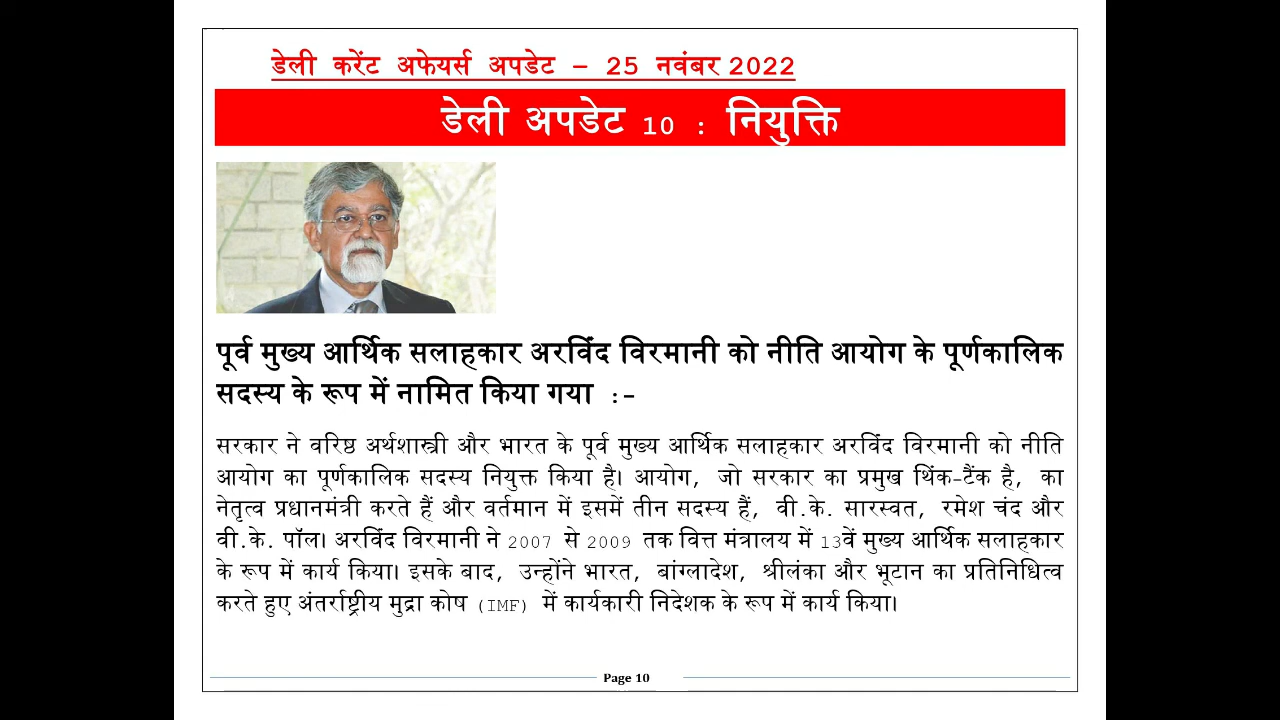 डेली करेंट अफेयर्स अपडेट – 25 नवंबर 2022
डेली अपडेट 10 : नियुक्ति
पूर्व मुख्य आर्थिक सलाहकार अरविंद विरमानी को नीति आयोग के पूर्णकालिक
सदस्य के रूप में नामित किया गया :-
सरकार ने वरिष्ठ अर्थशास्त्री और भारत के पूर्व मुख्य आर्थिक सलाहकार अरविंद विरमानी को नीति
आयोग का पूर्णकालिक सदस्य नियुक्त किया है। आयोग, जो सरकार का प्रमुख थिंक-टैंक है, का
नेतृत्व प्रधानमंत्री करते हैं और वर्तमान में इसमें तीन सदस्य हैं, वी.के. सारस्वत, रमेश चंद और
वी.के. पॉल। अरविंद विरमानी ने 2007 से 2009 तक वित्त मंत्रालय में 13वें मुख्य आर्थिक सलाहकार
के रूप में कार्य किया। इसके बाद, उन्होंने भारत, बांग्लादेश, श्रीलंका और भूटान का प्रतिनिधित्व
करते हुए अंतर्राष्ट्रीय मुद्रा कोष (IMF) में कार्यकारी निदेशक के रूप में कार्य किया।
Page 10